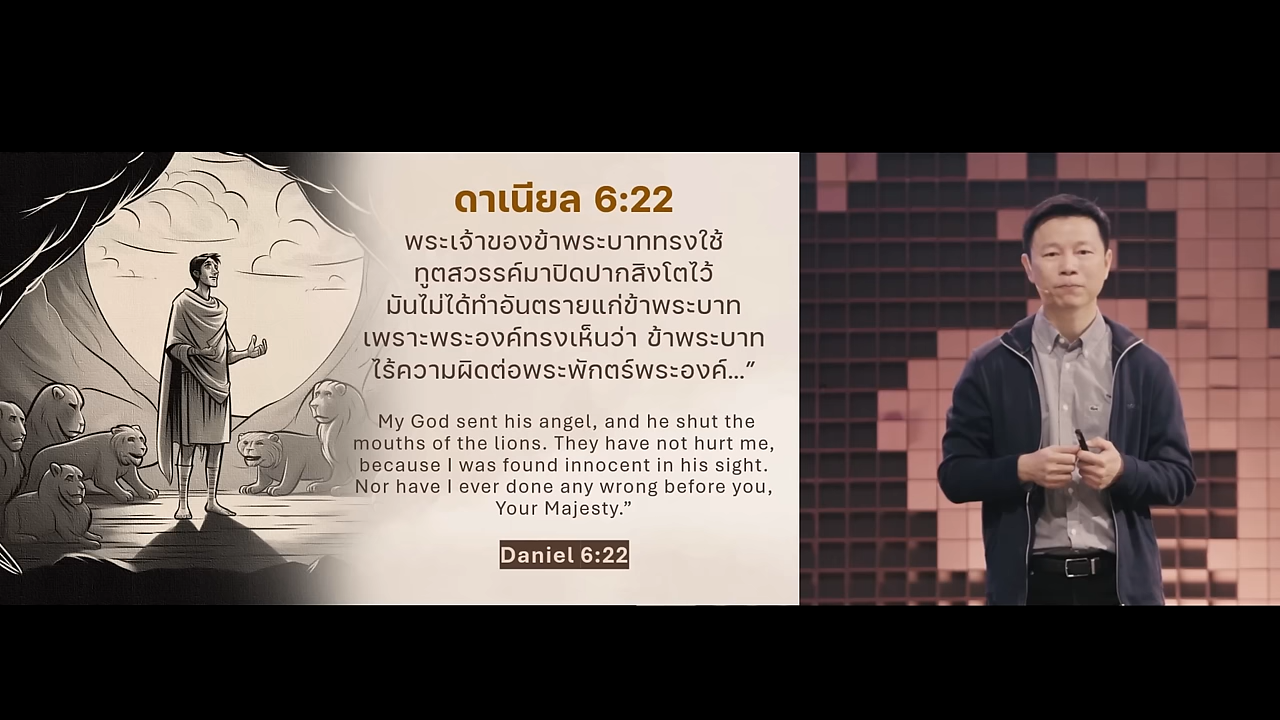 ดาเนียล 6:22
พระเจ้าของข้าพระบาททรงใช้
ทูตสวรรค์มาปิดปากสิงโตไว้
มันไม่ได้ทำอันตรายแก่ข้าพระบาท
เพราะพระองค์ทรงเห็นว่า ข้าพระบาท
ไร้ความผิดต่อพระพักตร์พระองค์...”
My God sent his angel, and he shut the
mouths of the lions. They have not hurt me,
because I was found innocent in his sight.
Nor have I ever done any wrong before you,
Your Majesty.”
Daniel 6:22